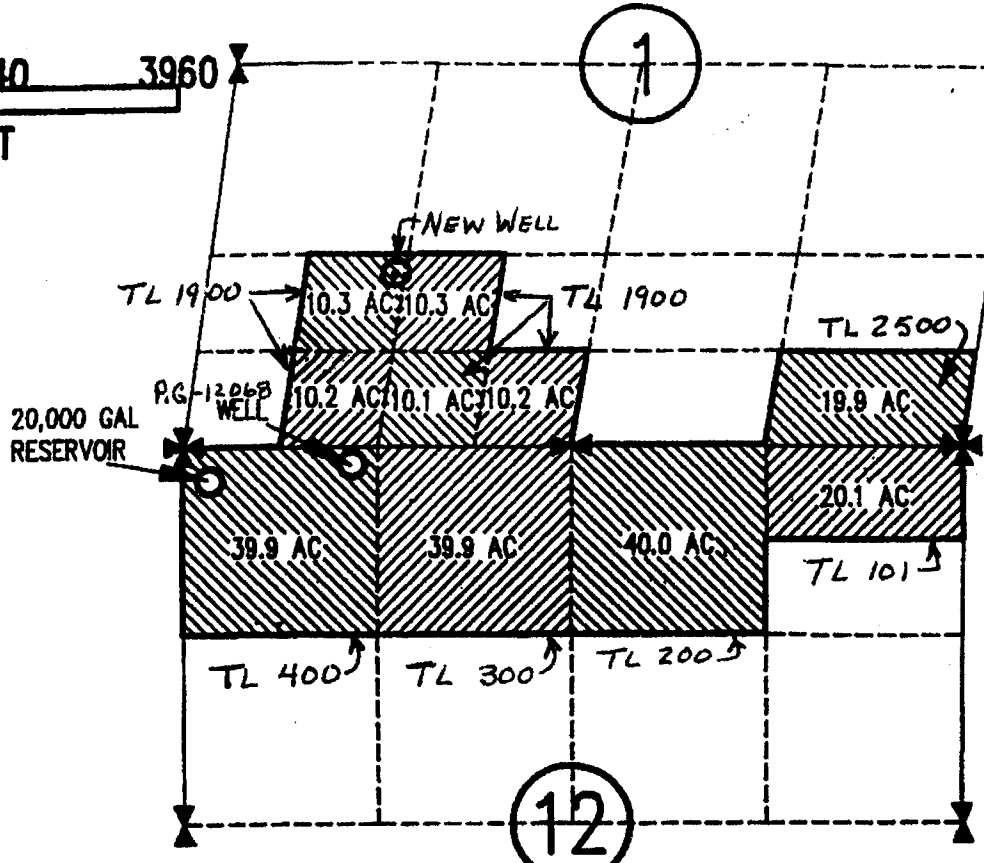 40 3960
T
1
NEW WELL
TL 1900
10.3 AC 10.3 AC
TL 1900
TL 2500
P.G-12068
WELL
10.2 AC 10.1 AC 10.2 AC
19.9 AC
20,000 GAL
RESERVOIR
39.9 AC
39.9 AC
40.0 AC
20.1 AC
TL 101
TL 400
TL 300
TL 200
12